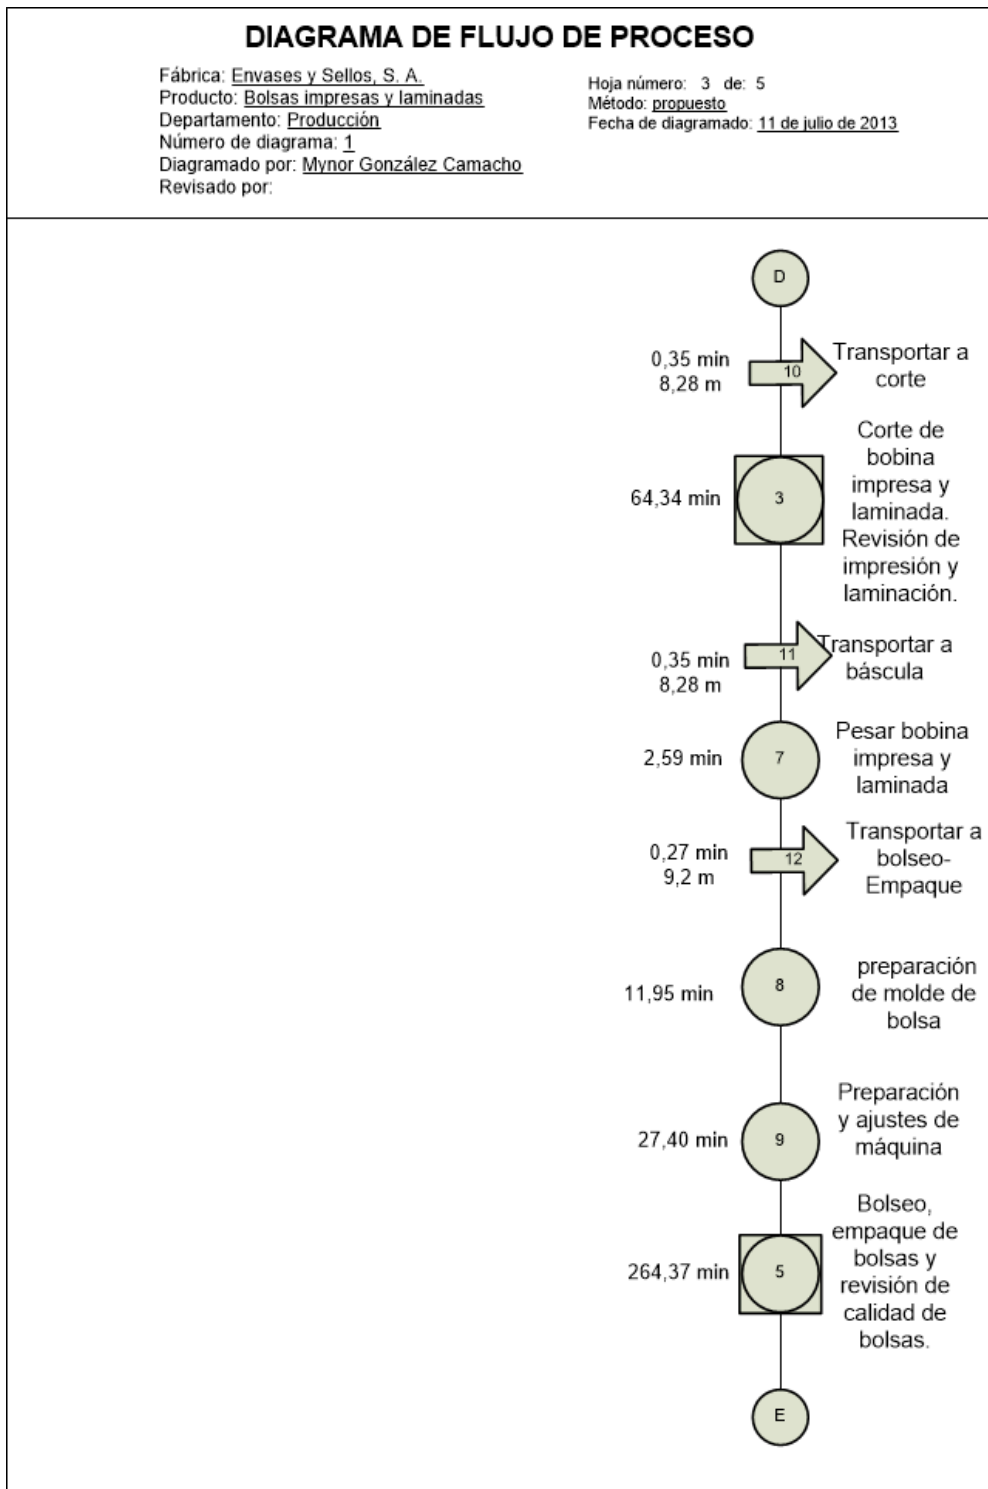 DIAGRAMA DE FLUJO DE PROCESO
Fábrica: Envases y Sellos, S. A.
Producto: Bolsas impresas y laminadas
Departamento: Producción
Número de diagrama: 1
Diagramado por: Mynor González Camacho
Revisado por:
Hoja número: 3 de: 5
Método: propuesto
Fecha de diagramado: 11 de julio de 2013
D
0,35 min
8,28 m
10
Transportar a
corte
64,34 min
3
Corte de
bobina
impresa y
laminada.
Revisión de
impresión y
laminación.
0,35 min
8,28 m
11
Transportar a
báscula
2,59 min
7
Pesar bobina
impresa y
laminada
0,27 min
9,2 m
12
Transportar a
bolseo-
Empaque
11,95 min
8
preparación
de molde de
bolsa
27,40 min
9
Preparación
y ajustes de
máquina
264,37 min
5
Bolseo,
empaque de
bolsas y
revisión de
calidad de
bolsas.
E